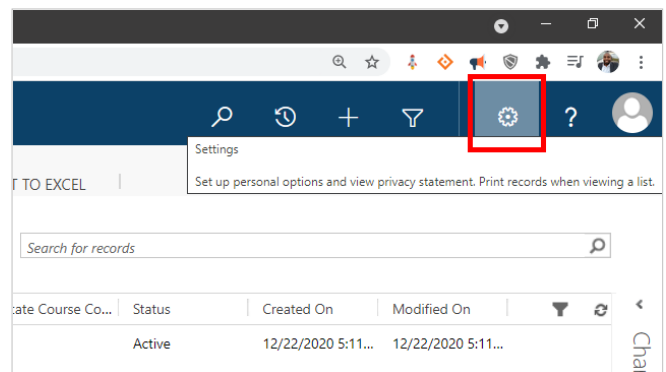 ?
Settings
Set up personal options and view privacy statement. Print records when viewing a list.
T TO EXCEL
Search for records
ate Course Co... Status Created On Modified On
Active 12/22/2020 5:11... 12/22/2020 5:11...
Char